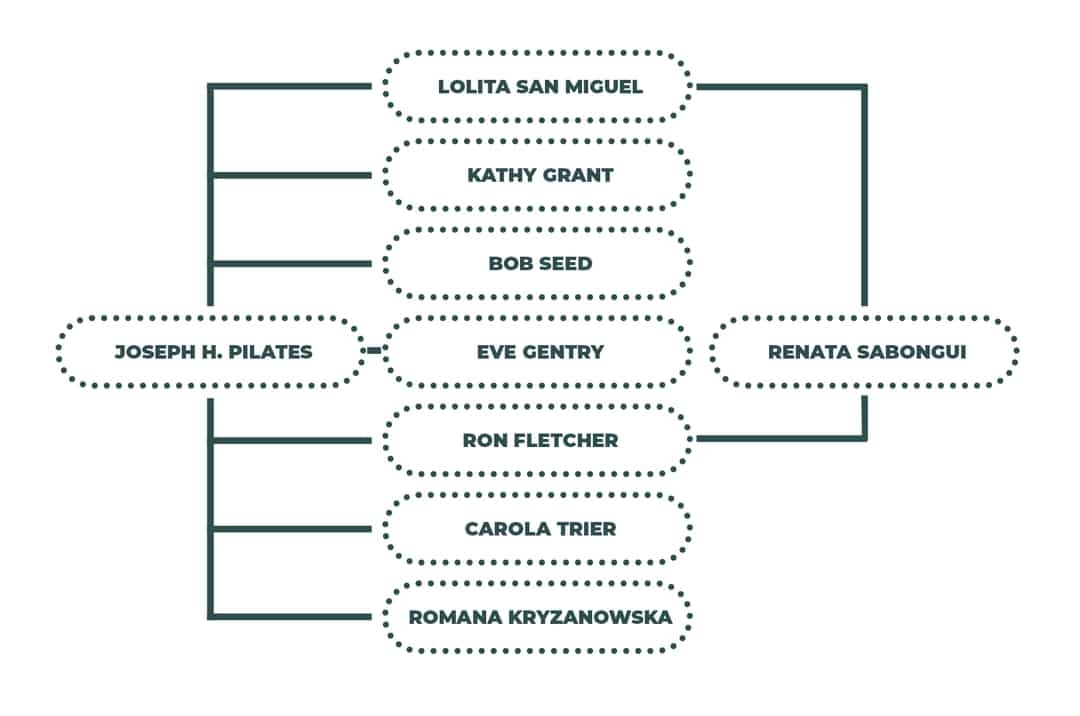 LOLITA SAN MIGUEL
KATHY GRANT
BOB SEED
JOSEPH H. PILATES
EVE GENTRY
RENATA SABONGUI
RON FLETCHER
CAROLA TRIER
ROMANA KRYZANOWSKA